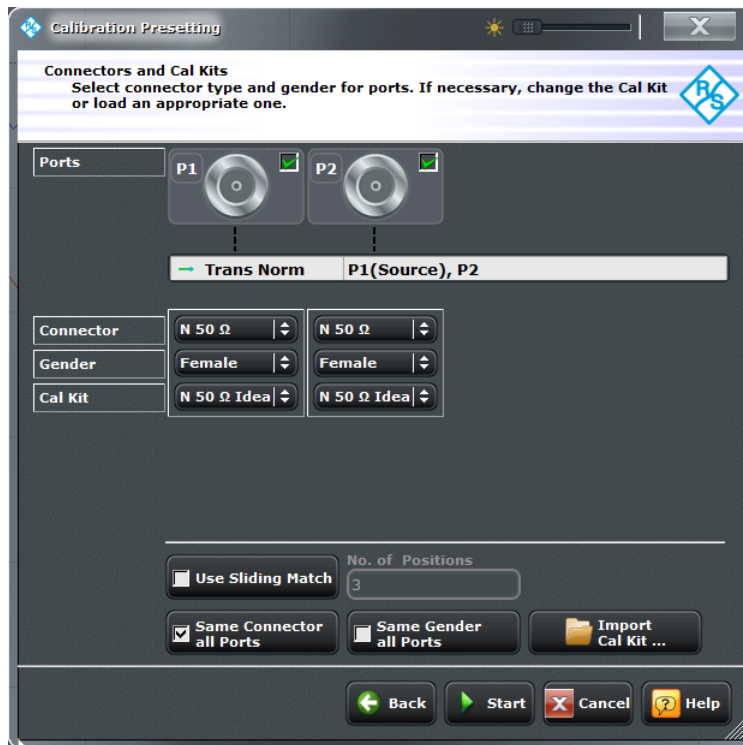 Calibration Presetting
Connectors and Cal Kits
Select connector type and gender for ports. If necessary, change the Cal Kit
or load an appropriate one.
R&S
Ports
P1
P2
→ Trans Norm P1(Source), P2
Connector N 50 Ω N 50 Ω
Gender Female Female
Cal Kit N 50 Ω Idea N 50 Ω Idea
No. of Positions
Use Sliding Match 3
Same Connector
all Ports
Same Gender
all Ports
Import
Cal Kit ...
Back Start Cancel Help